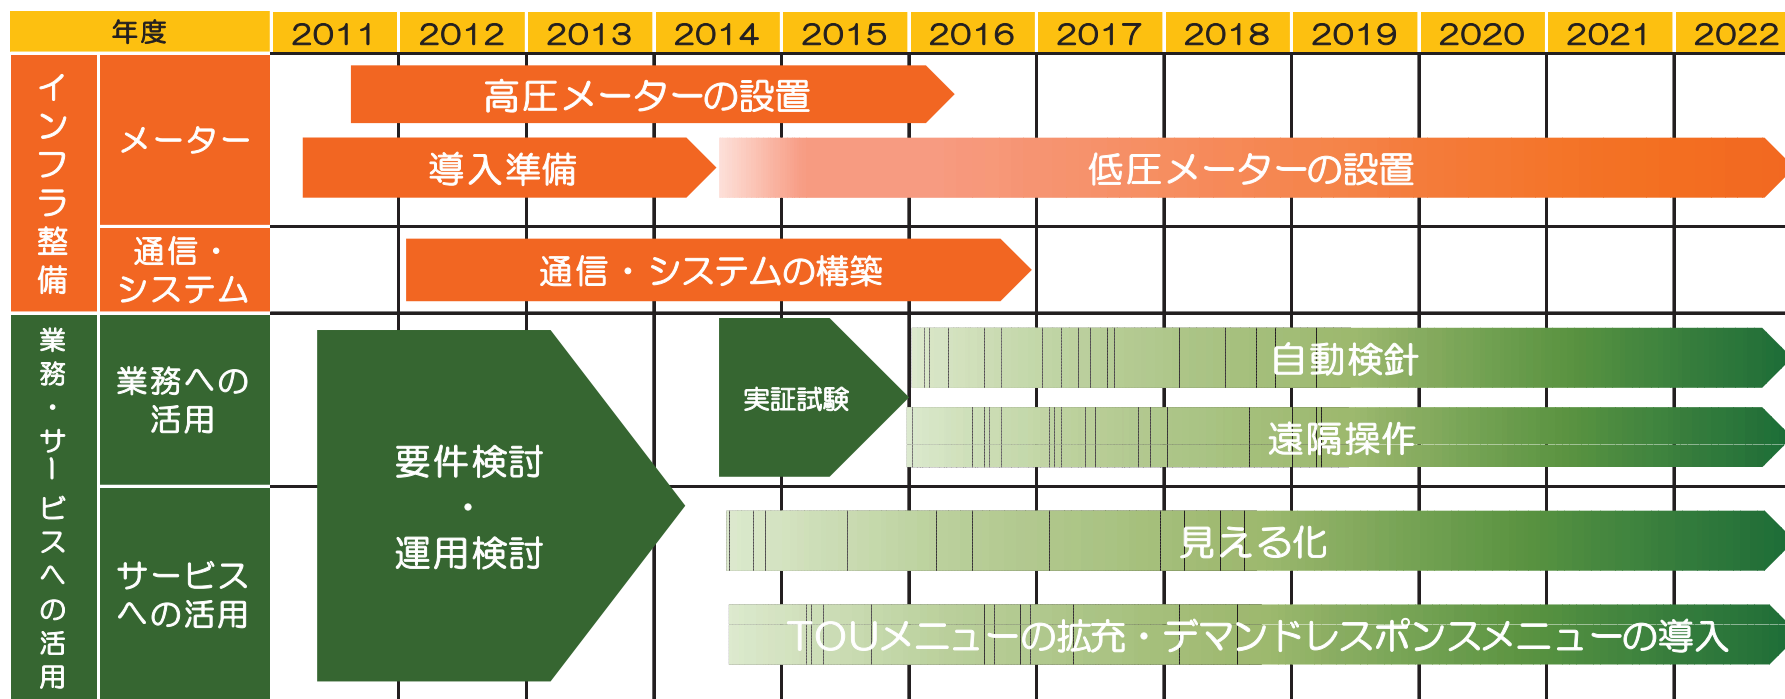 年度
2011
2012
2013
2014
2015
2016
2017
2018
2019
2020
2021
2022
インフラ整備
メーター
高圧メーターの設置
導入準備
低圧メーターの設置
通信・
システム
通信・システムの構築
業務・サービスへの活用
業務への
活用
要件検討
・
運用検討
実証試験
自動検針
遠隔操作
サービス
への活用
見える化
TOUメニューの拡充・デマンドレスポンスメニューの導入